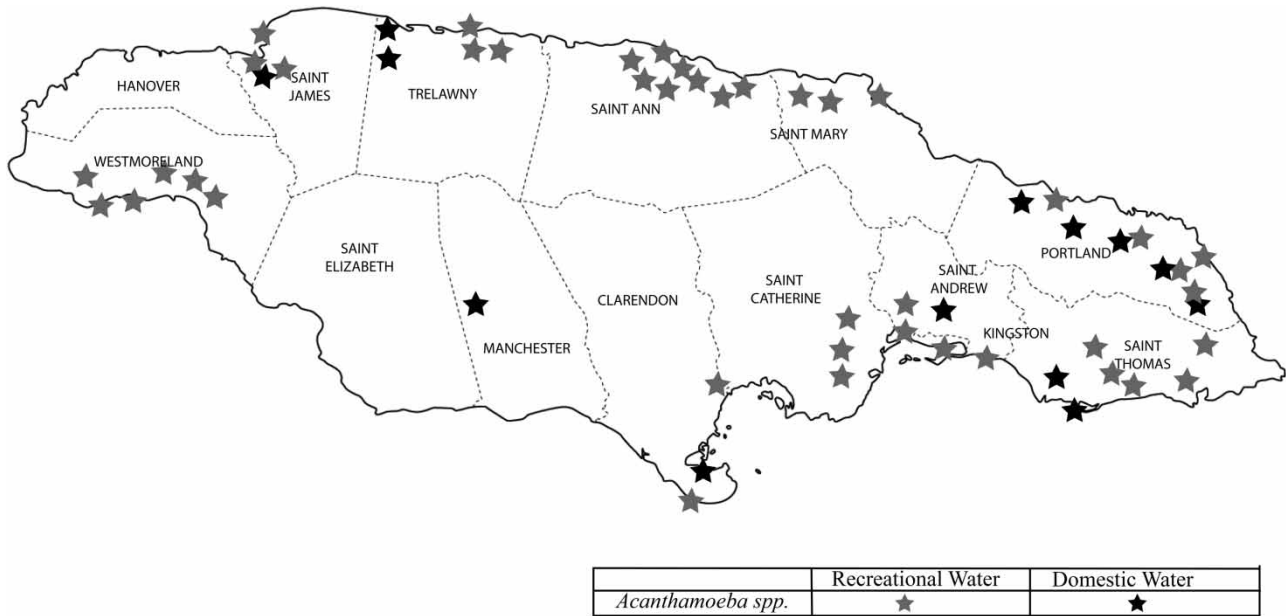 HANOVER
SAINT
JAMES
TRELAWNY
SAINT ANN
SAINT MARY
WESTMORELAND
SAINT
ELIZABETH
MANCHESTER
CLARENDON
SAINT
CATHERINE
SAINT
ANDREW
KINGSTON
PORTLAND
SAINT
THOMAS
Recreational Water Domestic Water
Acanthamoeba spp.